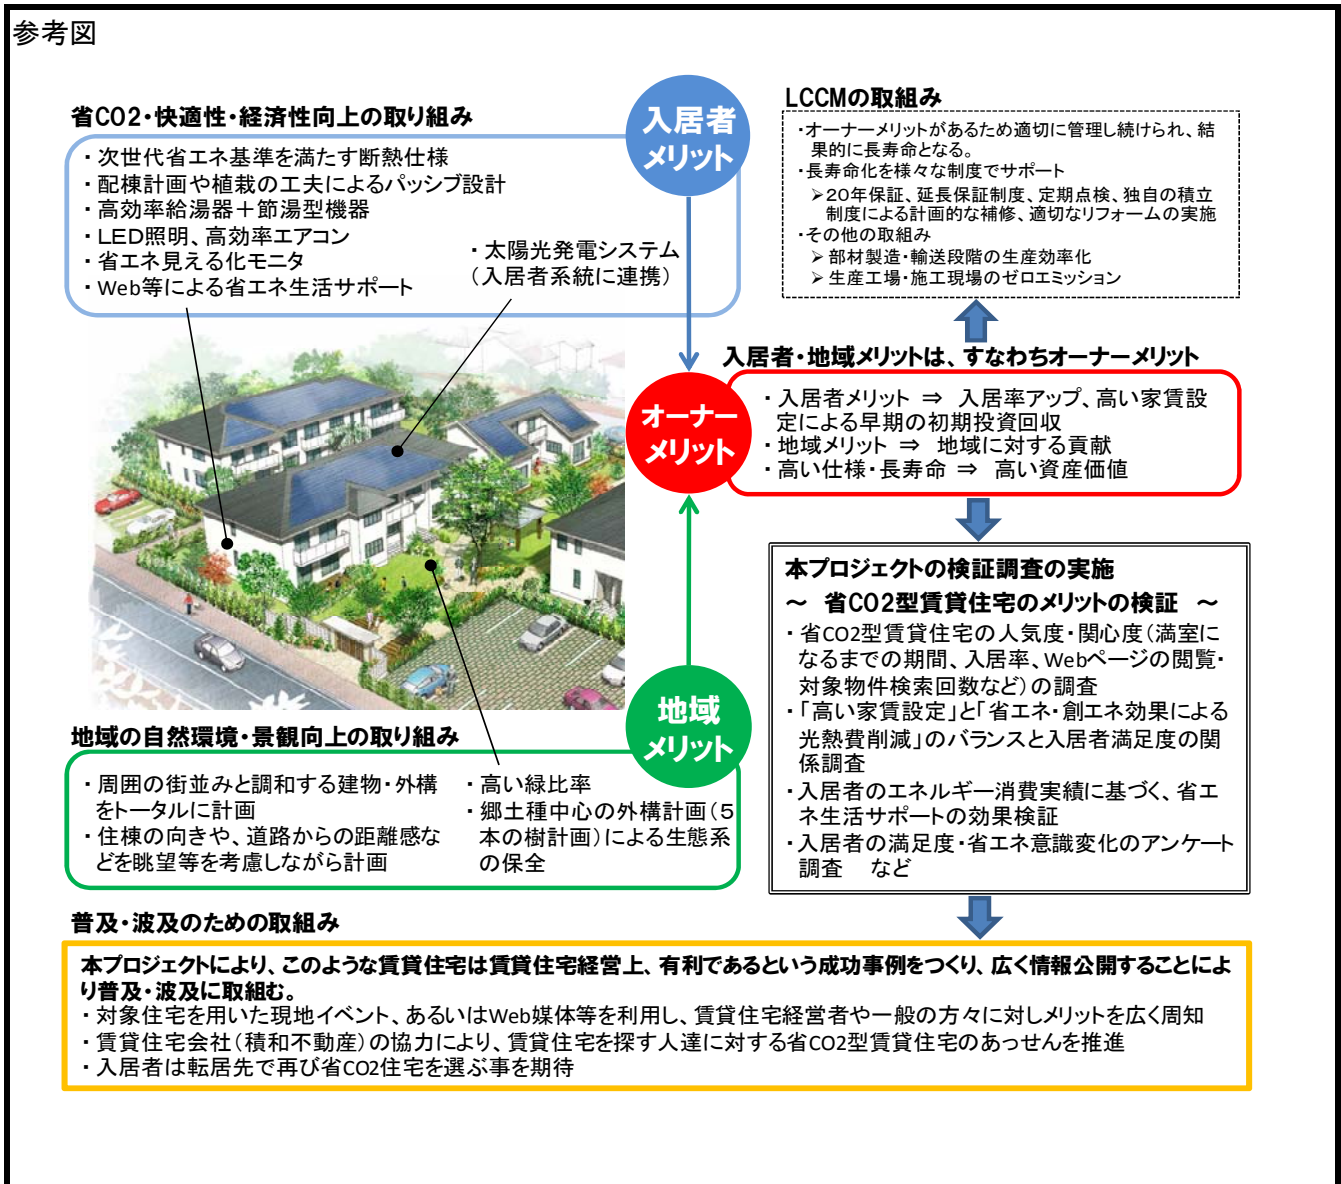 参考図
省CO2・快適性・経済性向上の取り組み
・次世代省エネ基準を満たす断熱仕様
・配棟計画や植栽の工夫によるパッシブ設計
・高効率給湯器＋節湯型機器
・LED照明、高効率エアコン
・省エネ見える化モニタ
・Web等による省エネ生活サポート
・太陽光発電システム
（入居者系統に連携）
入居者
メリット
LCCMの取組み
・オーナーメリットがあるため適切に管理し続けられ、結
果的に長寿命となる。
・長寿命化を様々な制度でサポート
➢20年保証、延長保証制度、定期点検、独自の積立
制度による計画的な補修、適切なリフォームの実施
・その他の取組み
➢部材製造・輸送段階の生産効率化
➢生産工場・施工現場のゼロエミッション
入居者・地域メリットは、すなわちオーナーメリット
オーナー
メリット
・入居者メリット ⇒ 入居率アップ、高い家賃設
定による早期の初期投資回収
・地域メリット ⇒ 地域に対する貢献
・高い仕様・長寿命 ⇒ 高い資産価値
本プロジェクトの検証調査の実施
～ 省CO2型賃貸住宅のメリットの検証 ～
・省CO2型賃貸住宅の人気度・関心度（満室に
なるまでの期間、入居率、Webページの閲覧・
対象物件検索回数など）の調査
・「高い家賃設定」と「省エネ・創エネ効果による
光熱費削減」のバランスと入居者満足度の関
係調査
・入居者のエネルギー消費実績に基づく、省エ
ネ生活サポートの効果検証
・入居者の満足度・省エネ意識変化のアンケート
調査 など
地域
メリット
地域の自然環境・景観向上の取り組み
・周囲の街並みと調和する建物・外構
をトータルに計画
・住棟の向きや、道路からの距離感な
どを眺望等を考慮しながら計画
・高い緑比率
・郷土種中心の外構計画（5
本の樹計画）による生態系
の保全
普及・波及のための取組み
本プロジェクトにより、このような賃貸住宅は賃貸住宅経営上、有利であるという成功事例をつくり、広く情報公開することによ
り普及・波及に取組む。
・対象住宅を用いた現地イベント、あるいはWeb媒体等を利用し、賃貸住宅経営者や一般の方々に対しメリットを広く周知
・賃貸住宅会社（積和不動産）の協力により、賃貸住宅を探す人達に対する省CO2型賃貸住宅のあっせんを推進
・入居者は転居先で再び省CO2住宅を選ぶ事を期待